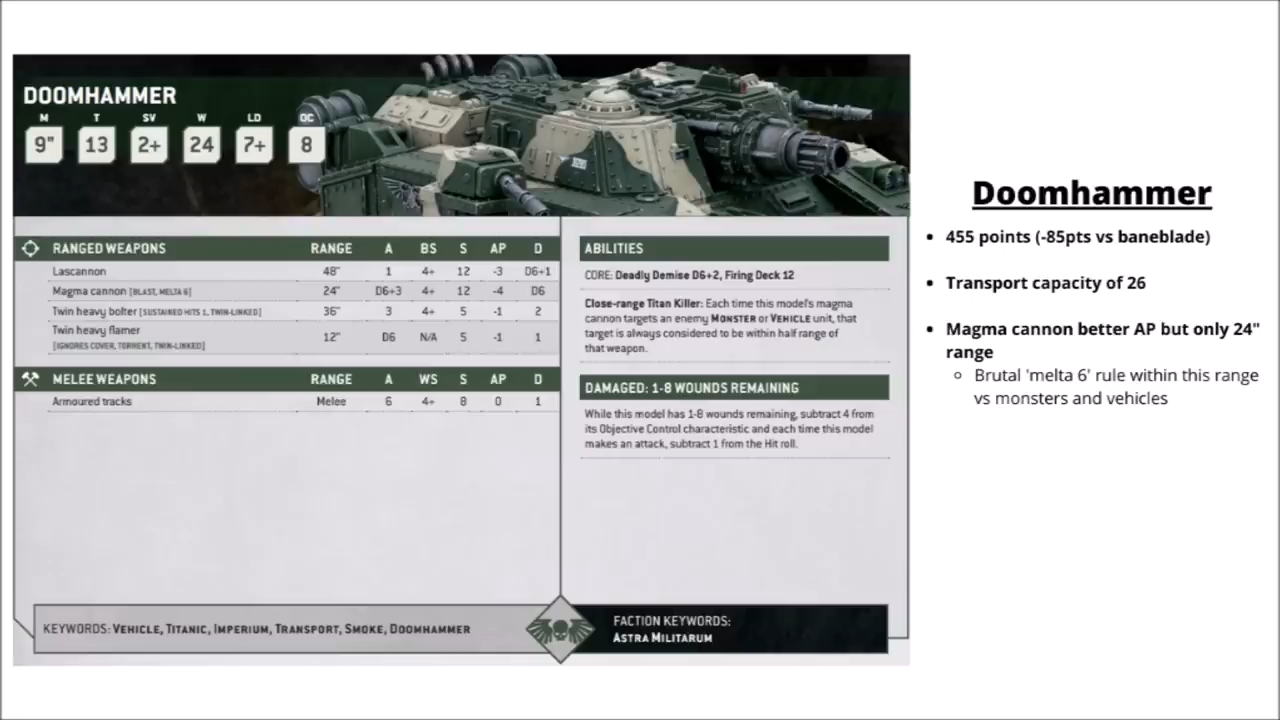 DOOMHAMMER
M T SV W LD OC
9" 13 2+ 24 7+ 8
RANGED WEAPONS RANGE A BS S AP D
Lascannon 48" 1 4+ 12 -3 D6+1
Magma cannon [BLAST, MELTA 6] 24" D6+3 4+ 12 -4 D6
Twin heavy bolter [SUSTAINED HITS 1, TWIN-LINKED] 36" 3 4+ 5 -1 2
Twin heavy flamer
[IGNORES COVER, TORRENT, TWIN-LINKED] 12" D6 N/A 5 -1 1
MELEE WEAPONS RANGE A WS S AP D
Armoured tracks Melee 6 4+ 8 0 1
ABILITIES
CORE: Deadly Demise D6+2, Firing Deck 12
Close-range Titan Killer: Each time this model's magma
cannon targets an enemy MONSTER or VEHICLE unit, that
target is always considered to be within half range of
that weapon.
DAMAGED: 1-8 WOUNDS REMAINING
While this model has 1-8 wounds remaining, subtract 4 from
its Objective Control characteristic and each time this model
makes an attack, subtract 1 from the Hit roll.
KEYWORDS: VEHICLE, TITANIC, IMPERIUM, TRANSPORT, SMOKE, DOOMHAMMER
FACTION KEYWORDS:
ASTRA MILITARUM
Doomhammer
• 455 points (-85pts vs baneblade)
• Transport capacity of 26
• Magma cannon better AP but only 24"
range
○ Brutal 'melta 6' rule within this range
vs monsters and vehicles